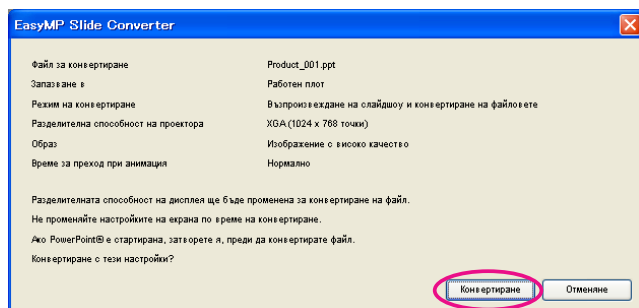 EasyMP Slide Converter
Файл за конвертиране Product_001.ppt
Запазване в Работен плот
Режим на конвертиране Възпроизвеждане на слайдшоу и конвертиране на файловете
Разделителна способност на проектора XGA (1024 x 768 точки)
Образ Изображение с високо качество
Време за преход при анимация Нормално
Разделителната способност на дисплея ще бъде променена за конвертиране на файл.
Не променяйте настройките на екрана по време на конвертиране.
Ако PowerPoint® е стартирана, затворете я, преди да конвертирате файл.
Конвертиране с тези настройки?
Конвертиране Отменяне